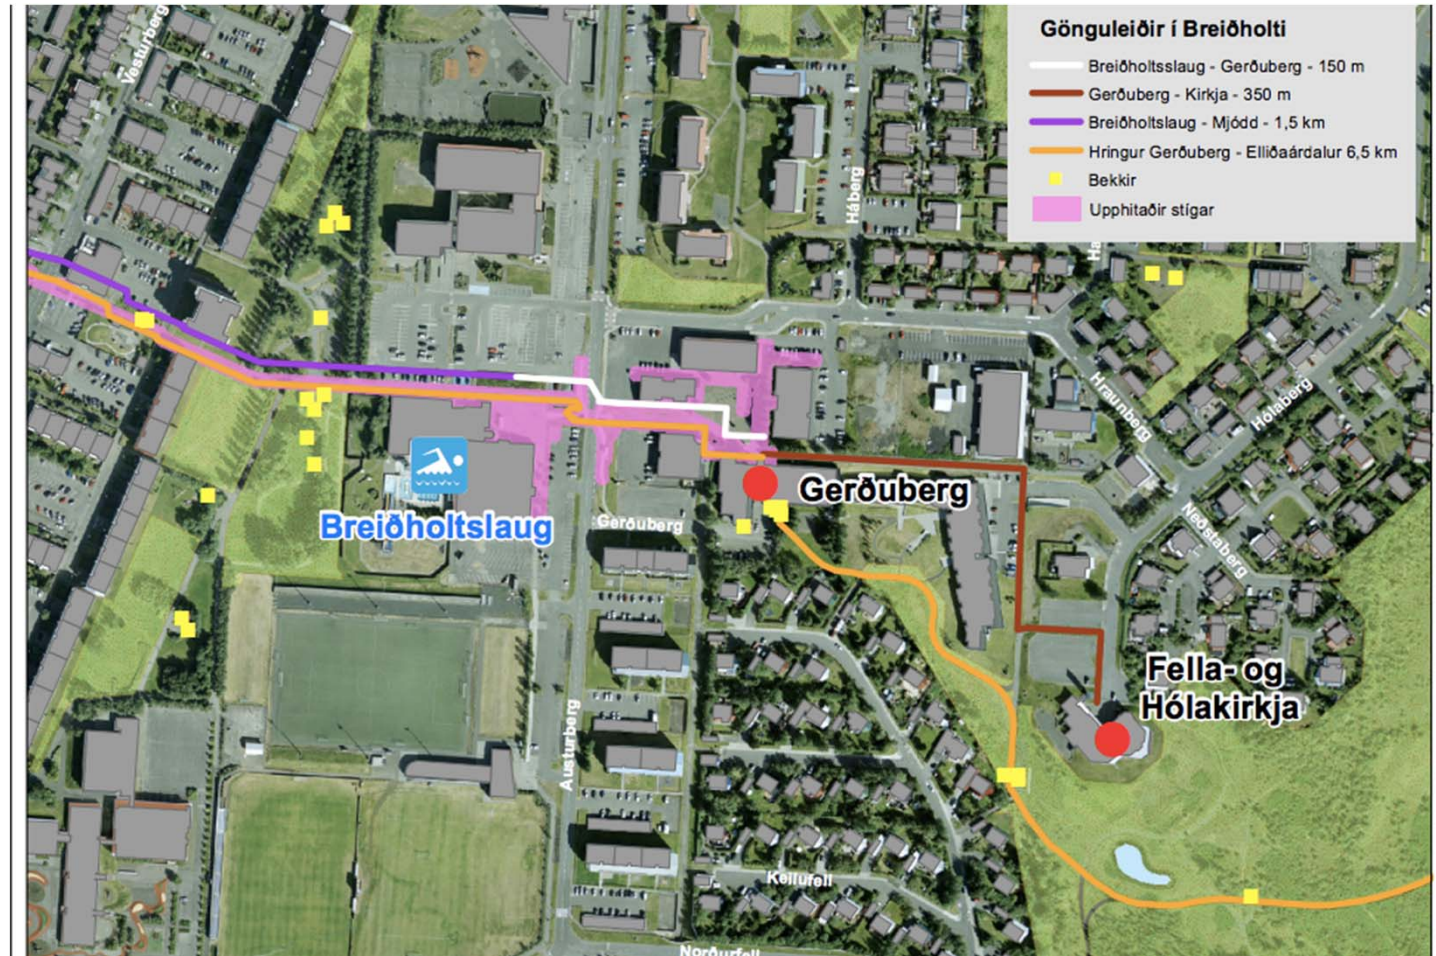 Gönguleiðir í Breiðholti
Breiðholtsslaug - Gerðuberg - 150 m
Gerðuberg - Kirkja - 350 m
Breiðholtslaug - Mjódd - 1,5 km
Hringur Gerðuberg - Elliðaárdalur 6,5 km
Bekkir
Upphitaðir stígar
Vesturberg
Háberg
Hraunberg
Hólaberg
Neðstaberg
Gerðuberg
Breiðholtslaug
Gerðuberg
Fella- og
Hólakirkja
Austurberg
Keilufell
Norðurfell